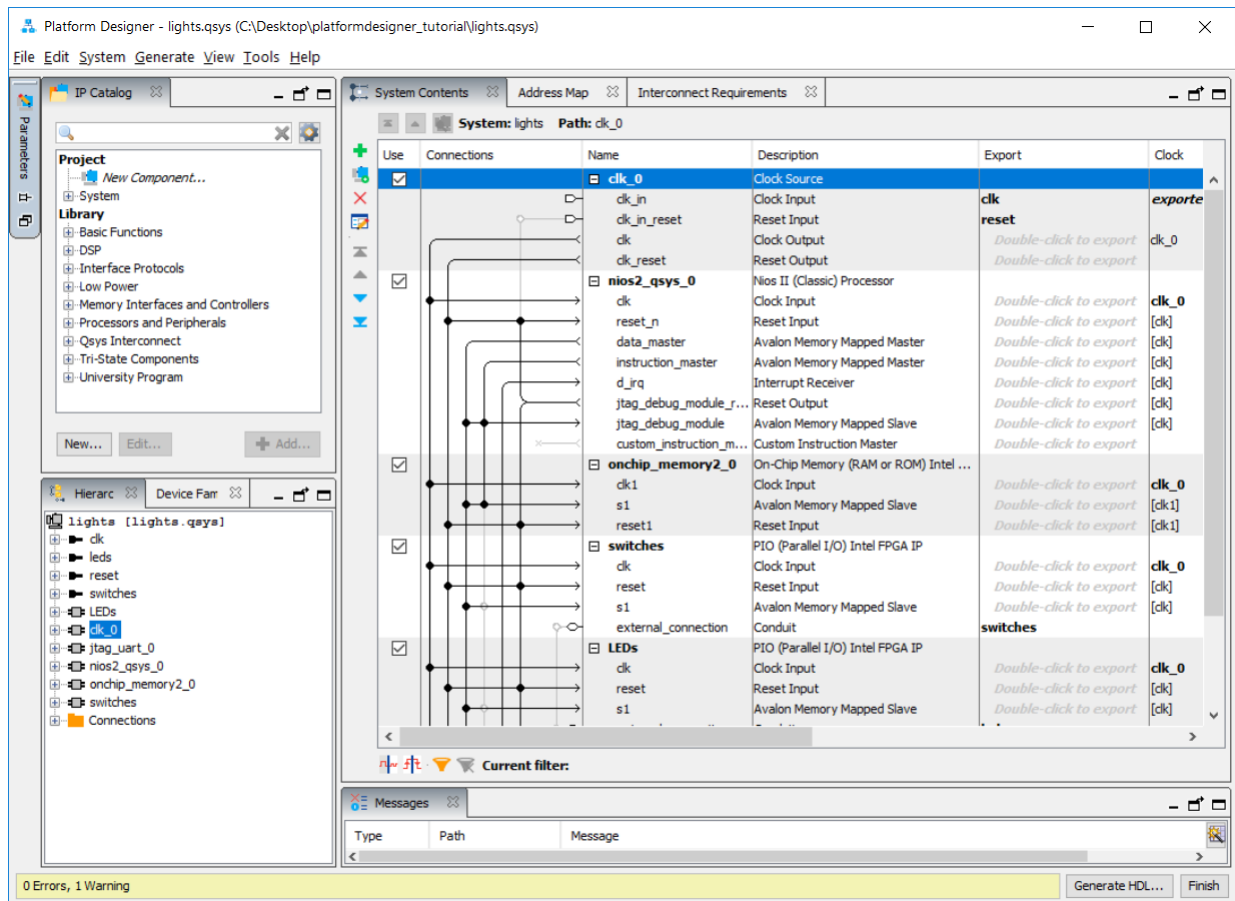 Platform Designer - lights.qsys (C:\Desktop\platformdesigner_tutorial\lights.qsys)
File Edit System Generate View Tools Help
Parameters
IP Catalog
Project
New Component...
System
Library
Basic Functions
DSP
Interface Protocols
Low Power
Memory Interfaces and Controllers
Processors and Peripherals
Qsys Interconnect
Tri-State Components
University Program
New... Edit... Add...
Hierarc Device Fam
lights [lights.qsys]
clk
leds
reset
switches
LEDs
clk_0
jtag_uart_0
nios2_qsys_0
onchip_memory2_0
switches
Connections
System Contents Address Map Interconnect Requirements
System: lights Path: clk_0
Use Connections Name Description Export Clock
clk_0 Clock Source
clk_in Clock Input clk exporte
clk_in_reset Reset Input reset
clk Clock Output Double-click to export clk_0
clk_reset Reset Output Double-click to export
nios2_qsys_0 Nios II (Classic) Processor
clk Clock Input Double-click to export clk_0
reset_n Reset Input Double-click to export [clk]
data_master Avalon Memory Mapped Master Double-click to export [clk]
instruction_master Avalon Memory Mapped Master Double-click to export [clk]
d_irq Interrupt Receiver Double-click to export [clk]
jtag_debug_module_r... Reset Output Double-click to export [clk]
jtag_debug_module Avalon Memory Mapped Slave Double-click to export [clk]
custom_instruction_m... Custom Instruction Master Double-click to export
onchip_memory2_0 On-Chip Memory (RAM or ROM) Intel ...
clk1 Clock Input Double-click to export clk_0
s1 Avalon Memory Mapped Slave Double-click to export [clk1]
reset1 Reset Input Double-click to export [clk1]
switches PIO (Parallel I/O) Intel FPGA IP
clk Clock Input Double-click to export clk_0
reset Reset Input Double-click to export [clk]
s1 Avalon Memory Mapped Slave Double-click to export [clk]
external_connection Conduit switches
LEDs PIO (Parallel I/O) Intel FPGA IP
clk Clock Input Double-click to export clk_0
reset Reset Input Double-click to export [clk]
s1 Avalon Memory Mapped Slave Double-click to export [clk]
Current filter:
Messages
Type Path Message
0 Errors, 1 Warning
Generate HDL... Finish